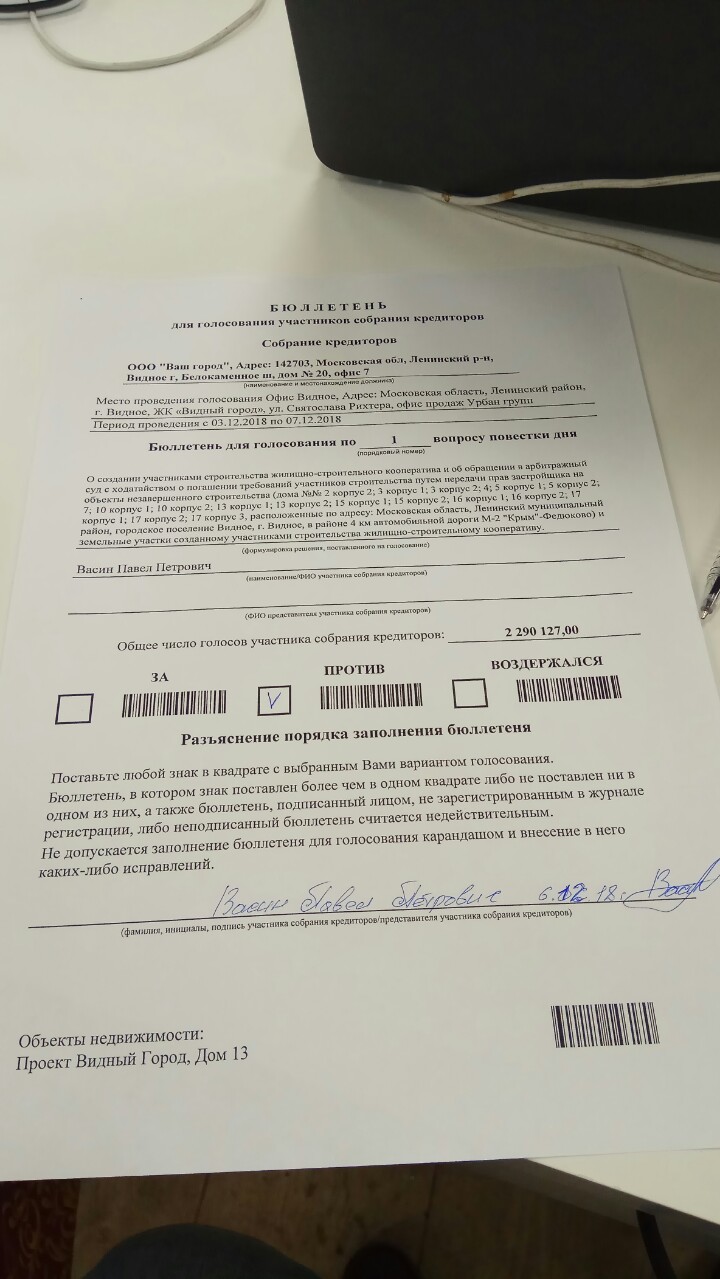 БЮЛЛЕТЕНЬ
для голосования участников собрания кредиторов
Собрание кредиторов
ООО "Ваш город", Адрес: 142703, Московская обл, Ленинский р-н,
Видное г, Белокаменное ш, дом № 20, офис 7
(наименование и местонахождение должника)
Место проведения голосования Офис Видное, Адрес: Московская область, Ленинский район,
г. Видное, ЖК «Видный город», ул. Святослава Рихтера, офис продаж Урбан групп
Период проведения с 03.12.2018 по 07.12.2018
Бюллетень для голосования по 1 вопросу повестки дня
(порядковый номер)
О создании участниками строительства жилищно-строительного кооператива и об обращении в арбитражный
суд с ходатайством о погашении требований участников строительства путем передачи прав застройщика на
объекты незавершенного строительства (дома №№ 2 корпус 2; 3 корпус 1; 3 корпус 2; 4; 5 корпус 1; 5 корпус 2;
7; 10 корпус 1; 10 корпус 2; 13 корпус 1; 13 корпус 2; 15 корпус 1; 15 корпус 2; 16 корпус 1; 16 корпус 2; 17
корпус 1; 17 корпус 2; 17 корпус 3, расположенные по адресу: Московская область, Ленинский муниципальный
район, городское поселение Видное, г. Видное, в районе 4 км автомобильной дороги М-2 "Крым"-Федюково) и
земельные участки созданному участниками строительства жилищно-строительному кооперативу.
(формулировка решения, поставленного на голосование)
Васин Павел Петрович
(наименование/ФИО участника собрания кредиторов)
(ФИО представителя участника собрания кредиторов)
Общее число голосов участника собрания кредиторов: 2 290 127,00
ЗА ПРОТИВ ВОЗДЕРЖАЛСЯ
V
Разъяснение порядка заполнения бюллетеня
Поставьте любой знак в квадрате с выбранным Вами вариантом голосования.
Бюллетень, в котором знак поставлен более чем в одном квадрате либо не поставлен ни в
одном из них, а также бюллетень, подписанный лицом, не зарегистрированным в журнале
регистрации, либо неподписанный бюллетень считается недействительным.
Не допускается заполнение бюллетеня для голосования карандашом и внесение в него
каких-либо исправлений.
Васин Павел Петрович 6.12.18г.
(фамилия, инициалы, подпись участника собрания кредиторов/представителя участника собрания кредиторов)
Объекты недвижимости:
Проект Видный Город, Дом 13